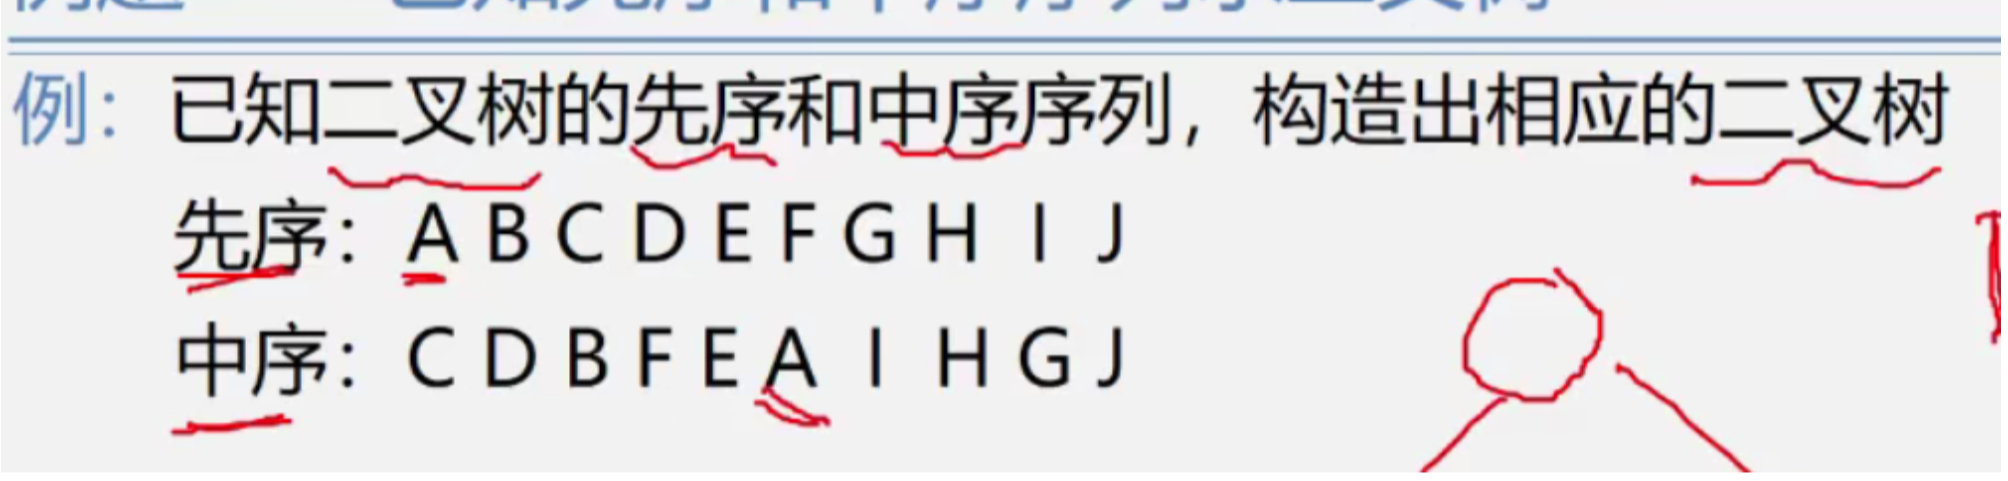 例：已知二叉树的先序和中序序列，构造出相应的二叉树
先序：A B C D E F G H I J
中序：C D B F E A I H G J